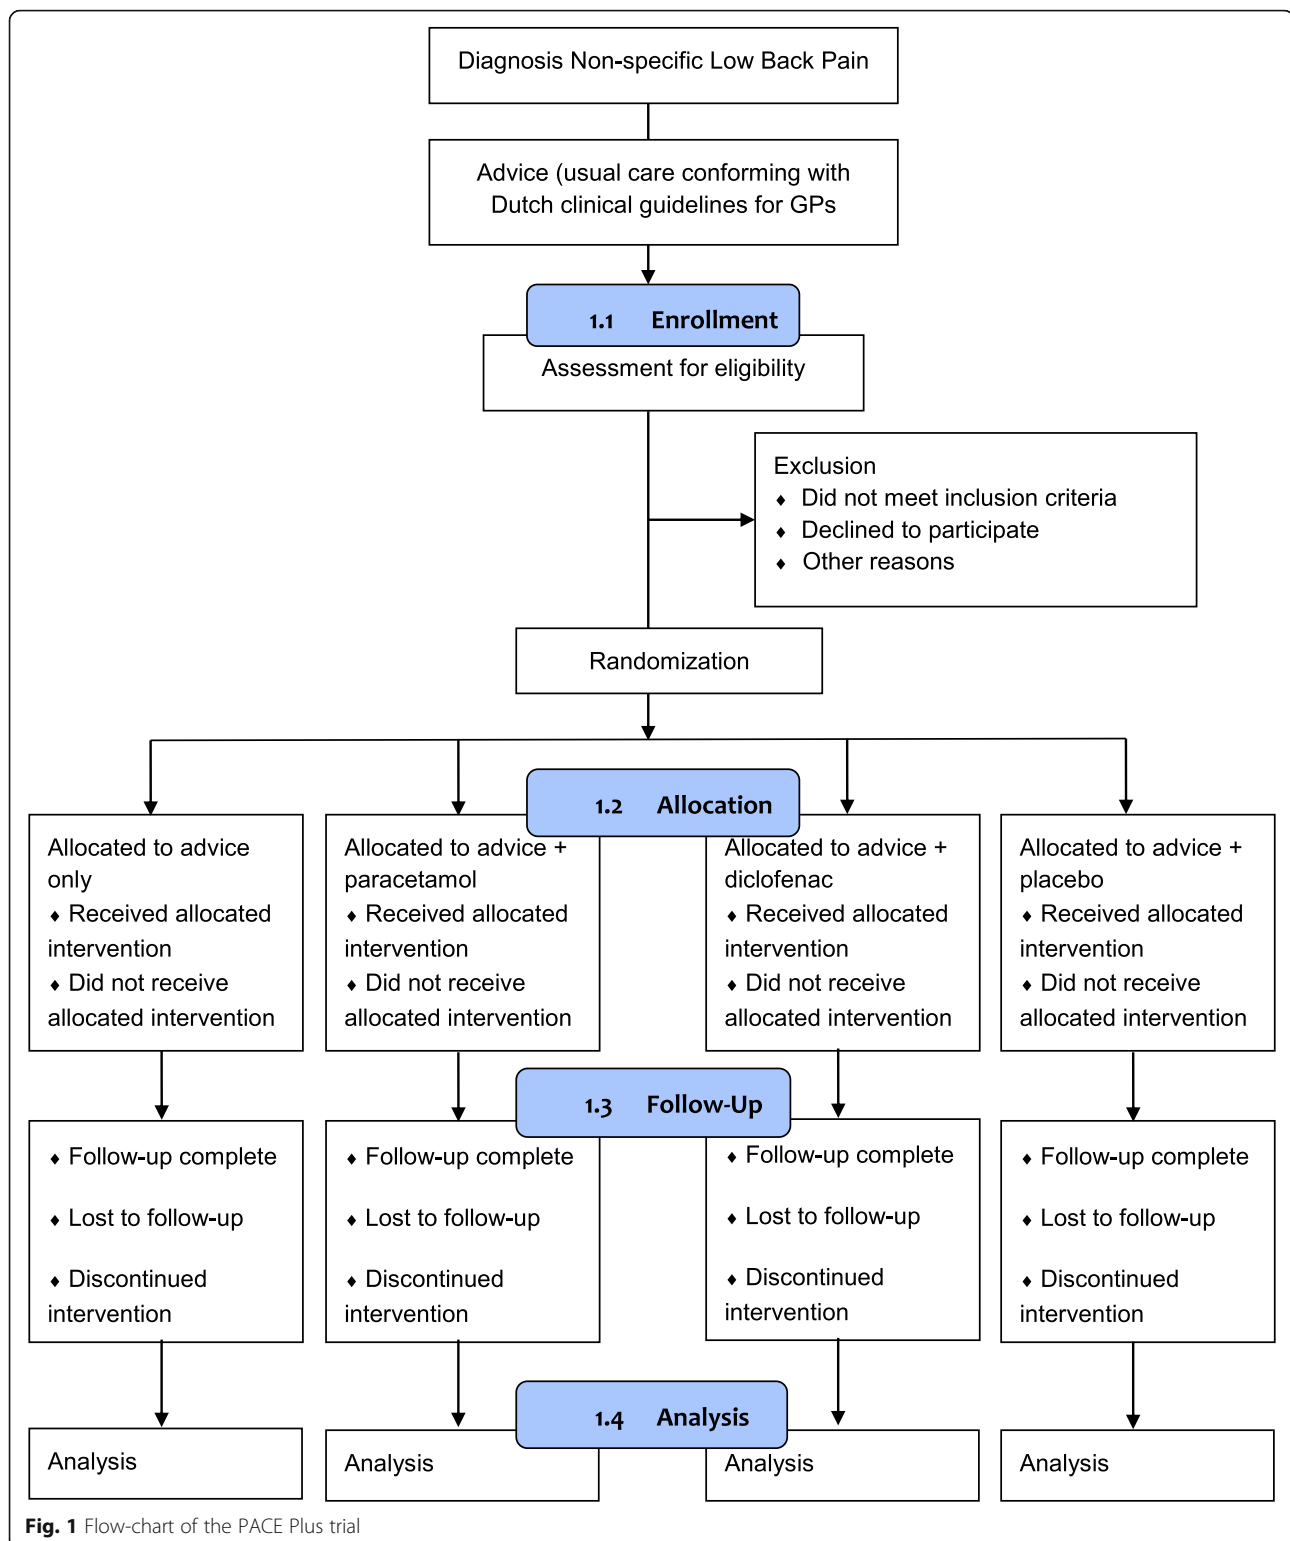 Diagnosis Non-specific Low Back Pain
Advice (usual care conforming with
Dutch clinical guidelines for GPs
1.1 Enrollment
Assessment for eligibility
Exclusion
♦ Did not meet inclusion criteria
♦ Declined to participate
♦ Other reasons
Randomization
1.2 Allocation
Allocated to advice
only
♦ Received allocated
intervention
♦ Did not receive
allocated intervention
Allocated to advice +
paracetamol
♦ Received allocated
intervention
♦ Did not receive
allocated intervention
Allocated to advice +
diclofenac
♦ Received allocated
intervention
♦ Did not receive
allocated intervention
Allocated to advice +
placebo
♦ Received allocated
intervention
♦ Did not receive
allocated intervention
1.3 Follow-Up
♦ Follow-up complete
♦ Lost to follow-up
♦ Discontinued
intervention
♦ Follow-up complete
♦ Lost to follow-up
♦ Discontinued
intervention
♦ Follow-up complete
♦ Lost to follow-up
♦ Discontinued
intervention
♦ Follow-up complete
♦ Lost to follow-up
♦ Discontinued
intervention
1.4 Analysis
Analysis
Analysis
Analysis
Analysis
Fig. 1 Flow-chart of the PACE Plus trial